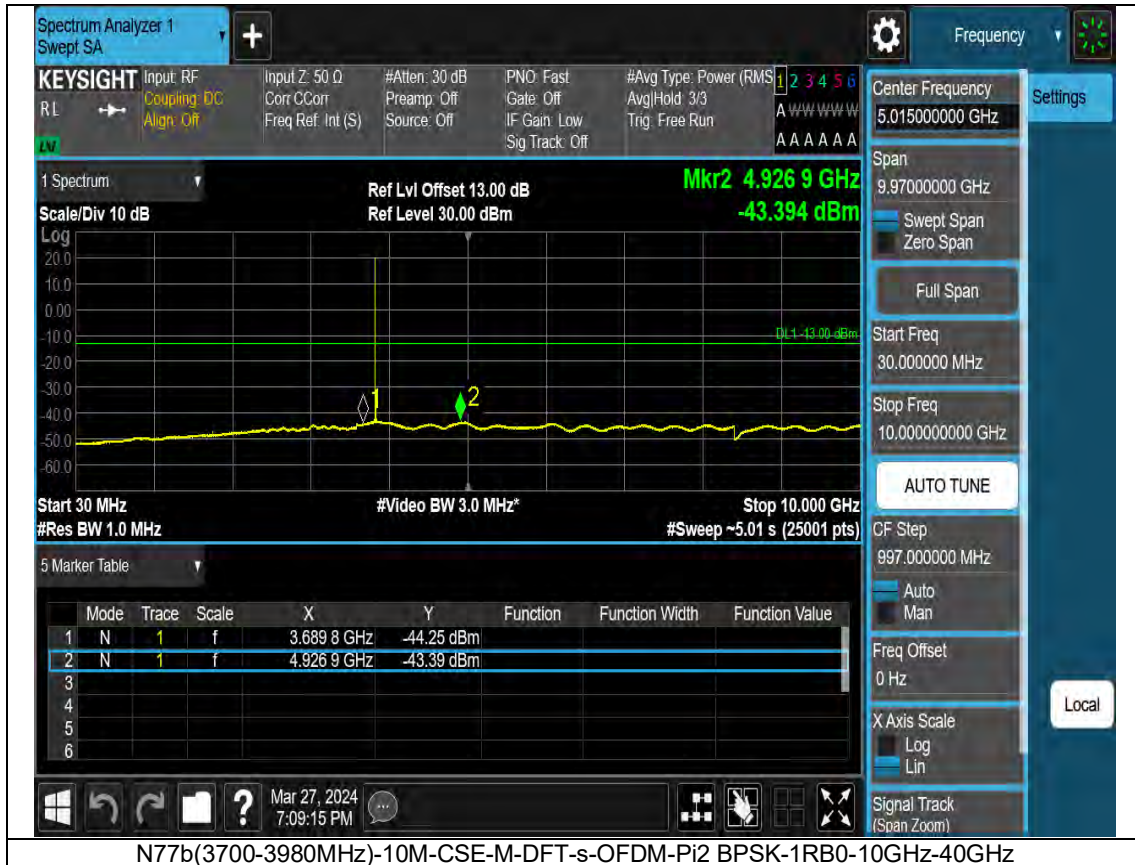 Spectrum Analyzer 1
Swept SA
Frequency
KEYSIGHT
RL
Input: RF
Coupling: DC
Align: Off
Input Z: 50 Ω
Corr CCorr
Freq Ref: Int (S)
#Atten: 30 dB
Preamp: Off
Source: Off
PNO: Fast
Gate: Off
IF Gain: Low
Sig Track: Off
#Avg Type: Power (RMS
Avg|Hold: 3/3
Trig: Free Run
1 2 3 4 5 6
A W W W W W
A A A A A A
1 Spectrum
Scale/Div 10 dB
Ref Lvl Offset 13.00 dB
Ref Level 30.00 dBm
Mkr2 4.926 9 GHz
-43.394 dBm
Log
20.0
10.0
0.00
-10.0
-20.0
-30.0
-40.0
-50.0
-60.0
DL1 -13.00 dBm
1
2
Start 30 MHz
#Video BW 3.0 MHz*
Stop 10.000 GHz
#Res BW 1.0 MHz
#Sweep ~5.01 s (25001 pts)
5 Marker Table
Mode Trace Scale X Y Function Function Width Function Value
1 N 1 f 3.689 8 GHz -44.25 dBm
2 N 1 f 4.926 9 GHz -43.39 dBm
3
4
5
6
Mar 27, 2024
7:09:15 PM
Center Frequency
5.015000000 GHz
Settings
Span
9.97000000 GHz
Swept Span
Zero Span
Full Span
Start Freq
30.000000 MHz
Stop Freq
10.000000000 GHz
AUTO TUNE
CF Step
997.000000 MHz
Auto
Man
Freq Offset
0 Hz
X Axis Scale
Log
Lin
Local
Signal Track
(Span Zoom)
N77b(3700-3980MHz)-10M-CSE-M-DFT-s-OFDM-Pi2 BPSK-1RB0-10GHz-40GHz